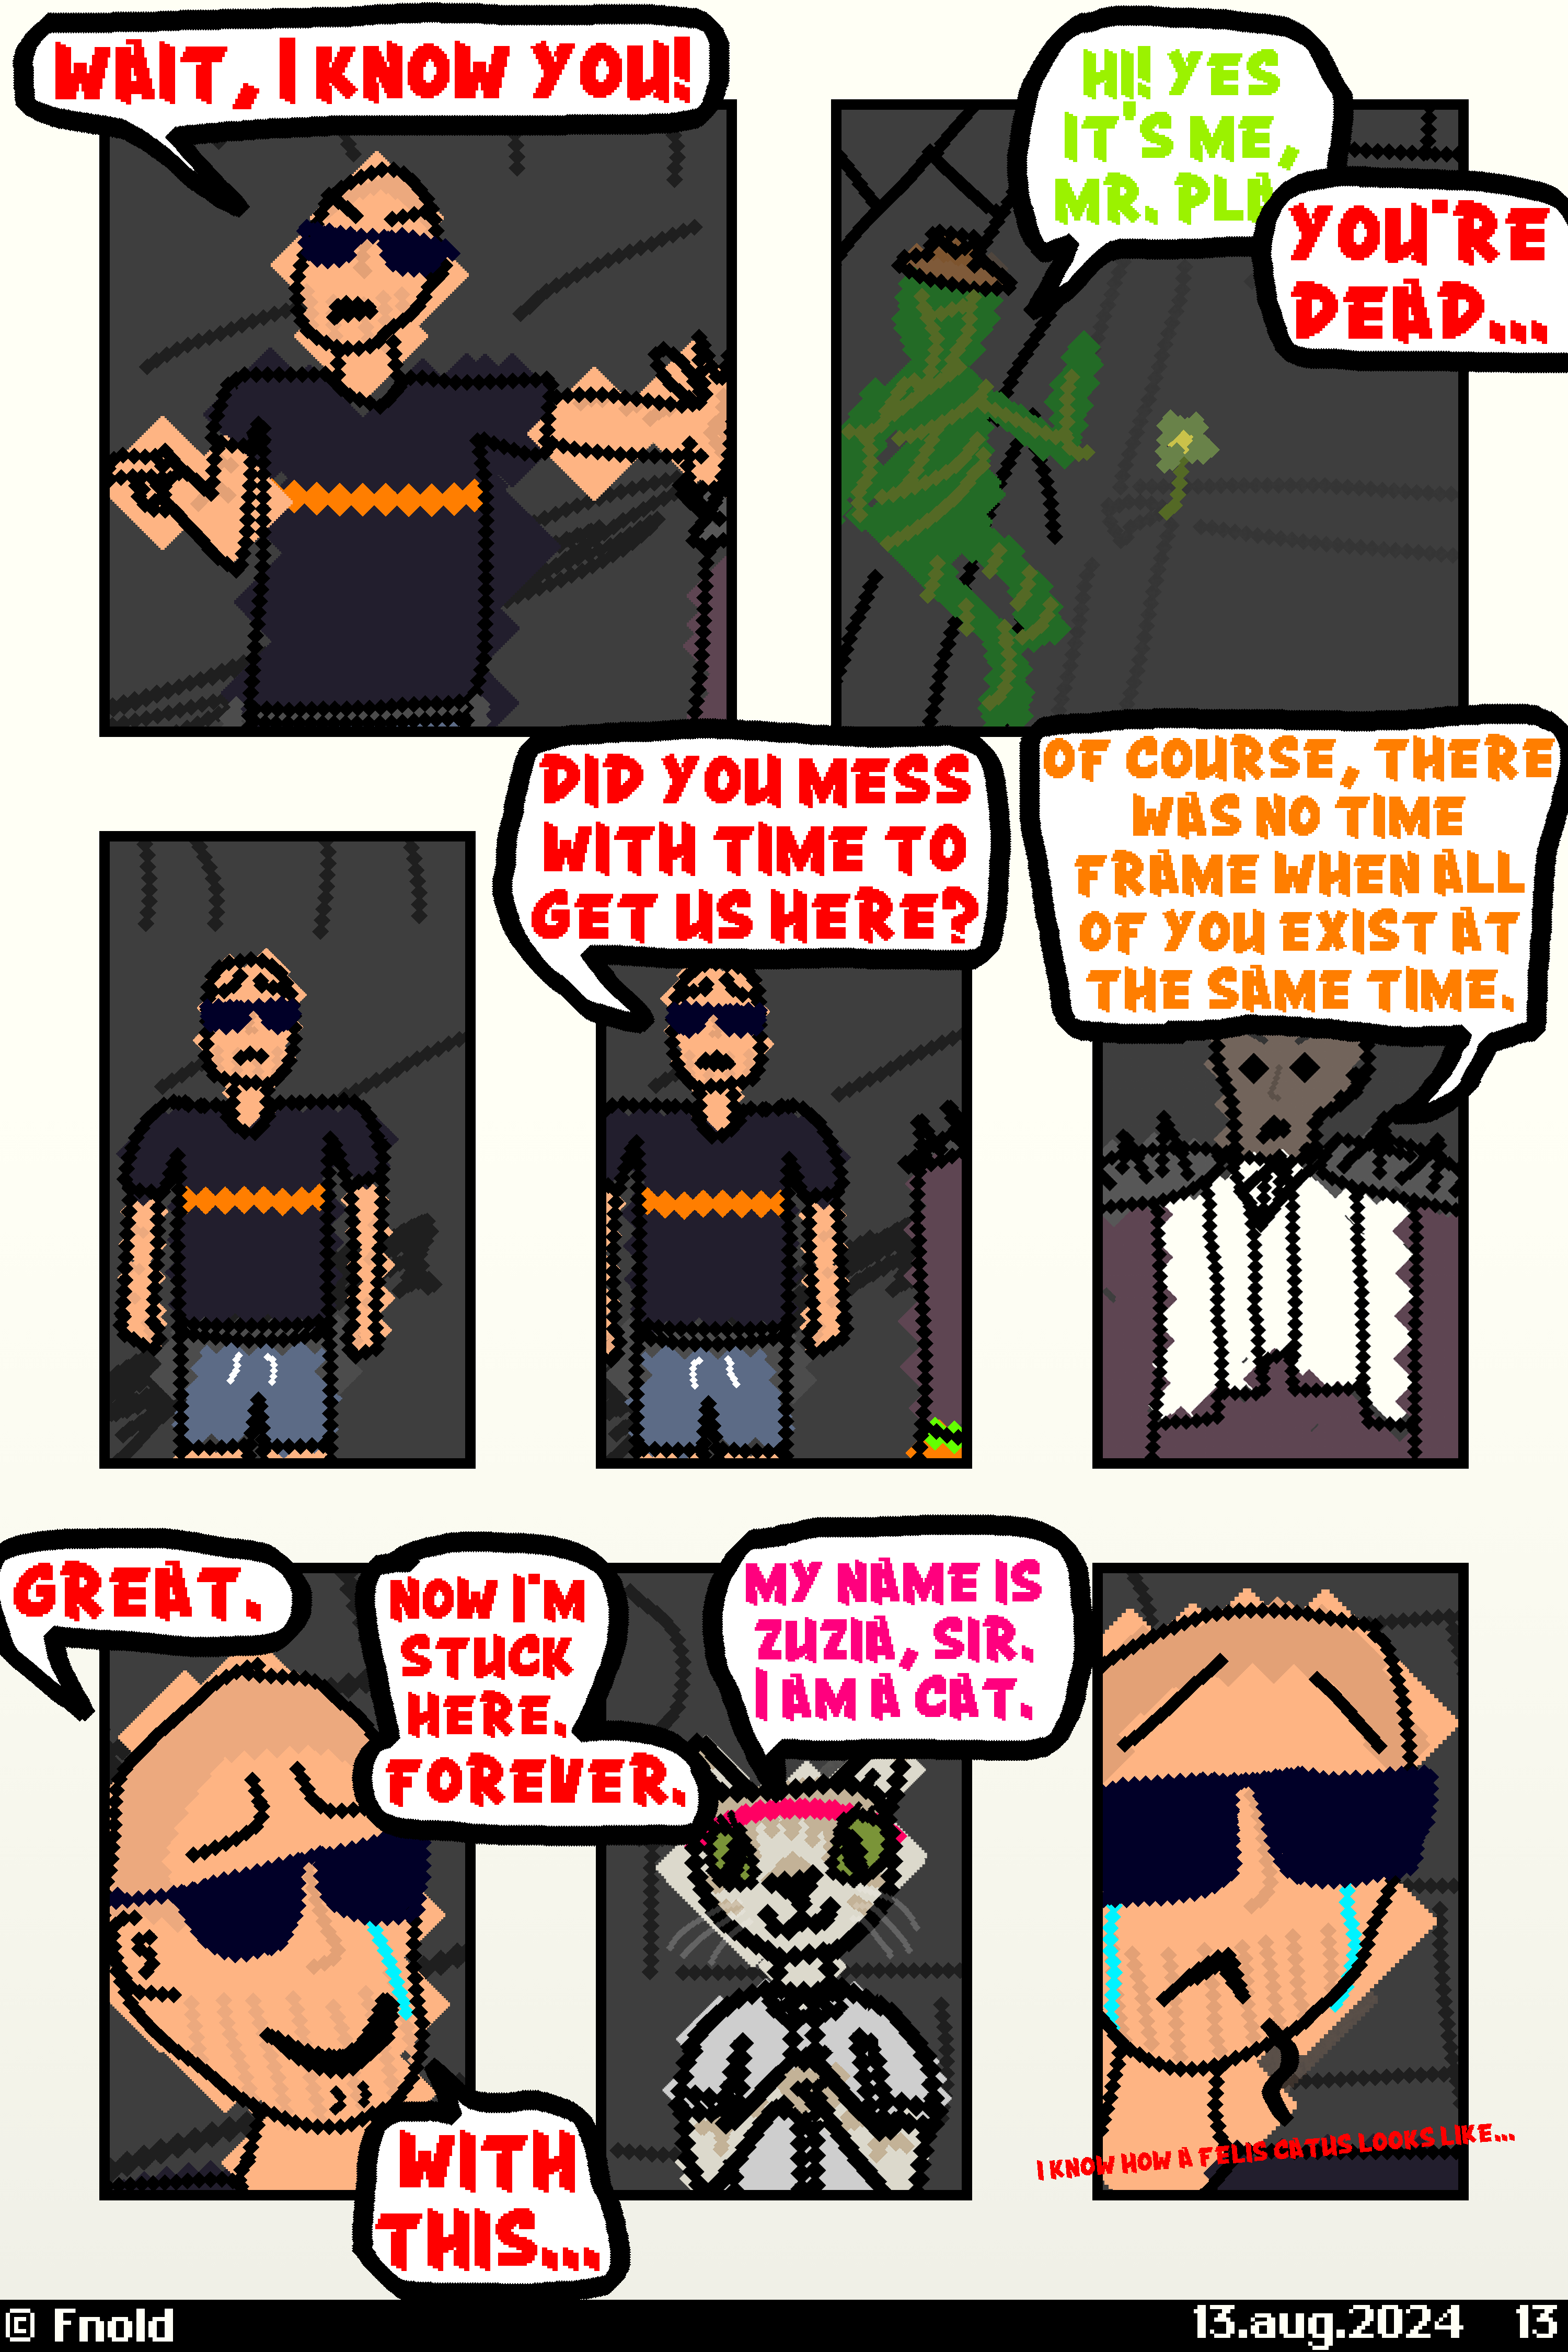 WAIT, I KNOW YOU!
HI! YES
IT'S ME,
MR. PLA
YOU'RE
DEAD...
DID YOU MESS
WITH TIME TO
GET US HERE?
OF COURSE, THERE
WAS NO TIME
FRAME WHEN ALL
OF YOU EXIST AT
THE SAME TIME.
GREAT.
NOW I'M
STUCK
HERE.
FOREVER.
WITH
THIS...
MY NAME IS
ZUZIA, SIR.
I AM A CAT.
I KNOW HOW A FELIS CATUS LOOKS LIKE...
© Fnold
13.aug.2024 13